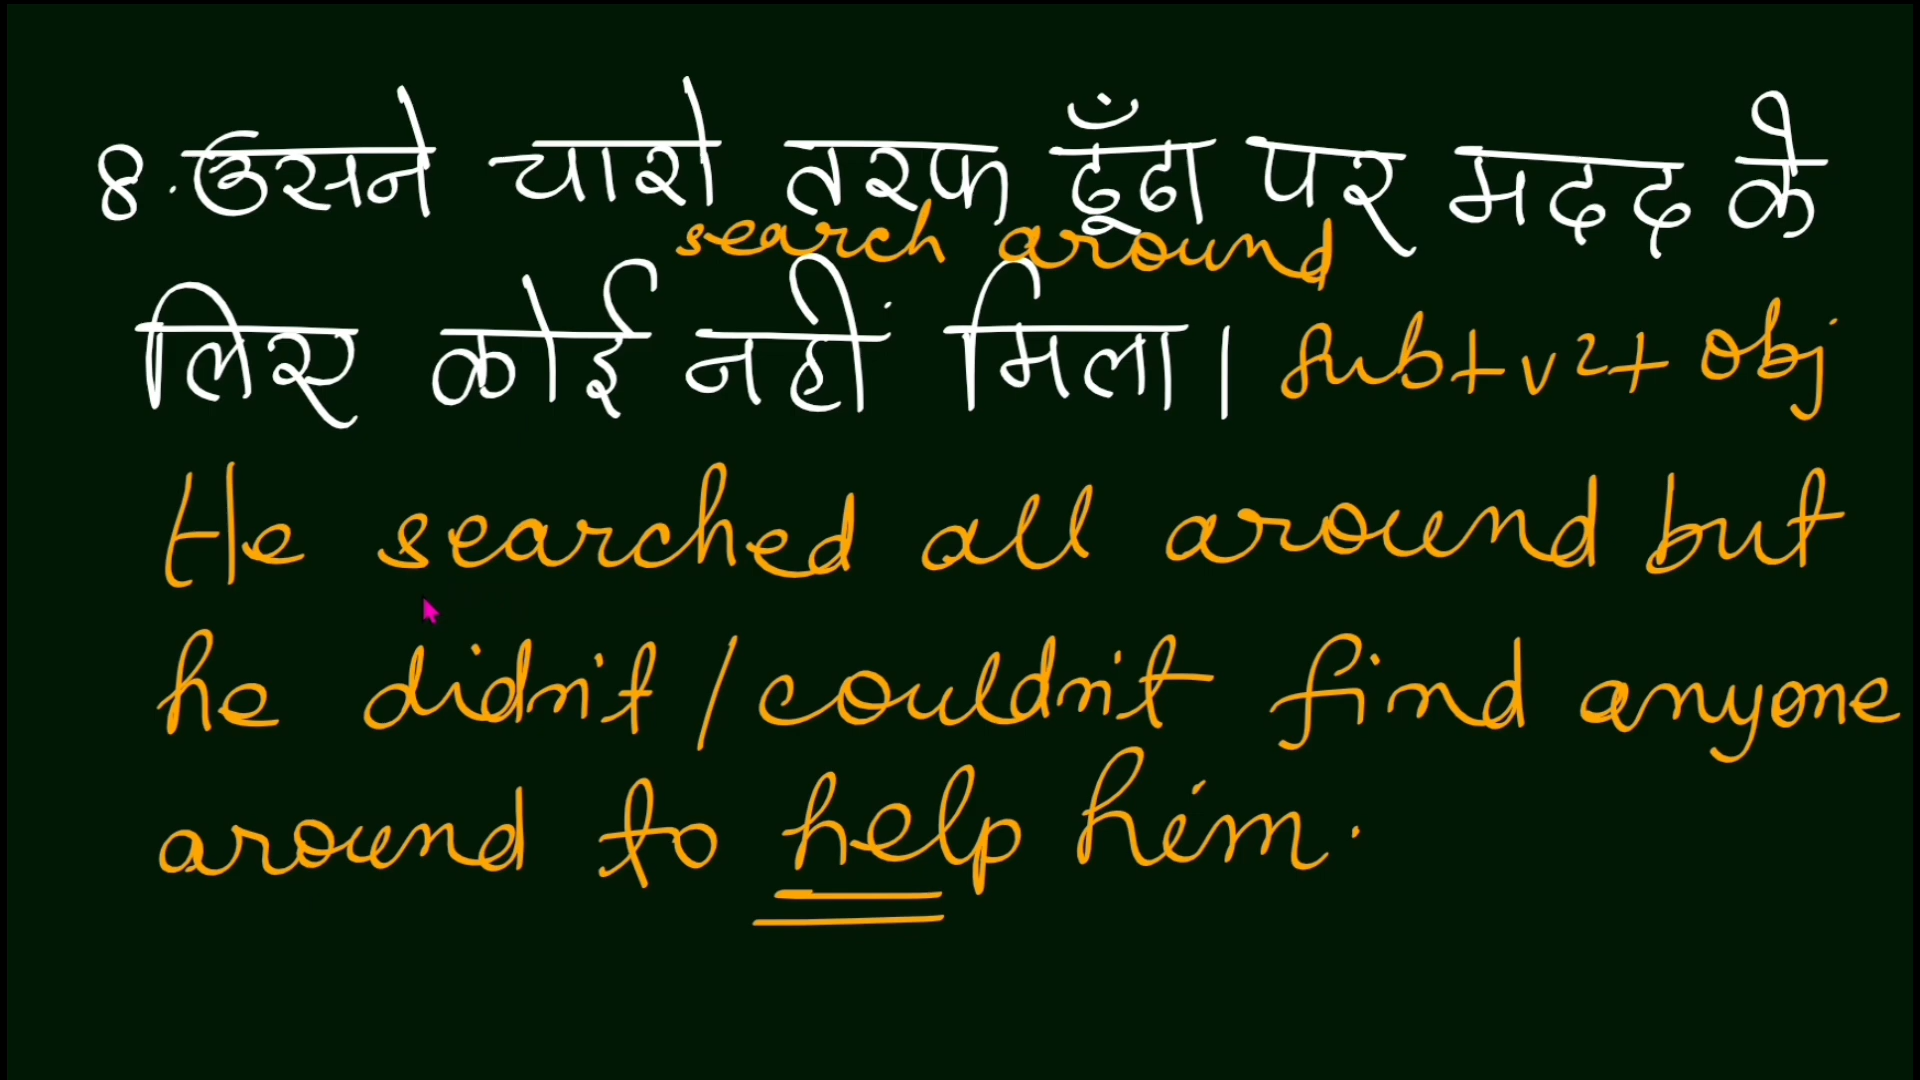 8. उसने चारो तरफ ढूँढा पर मदद के
search around
लिए कोई नहीं मिला। sub+v2+ obj
He searched all around but
he didn't / couldn't find anyone
around to help him.